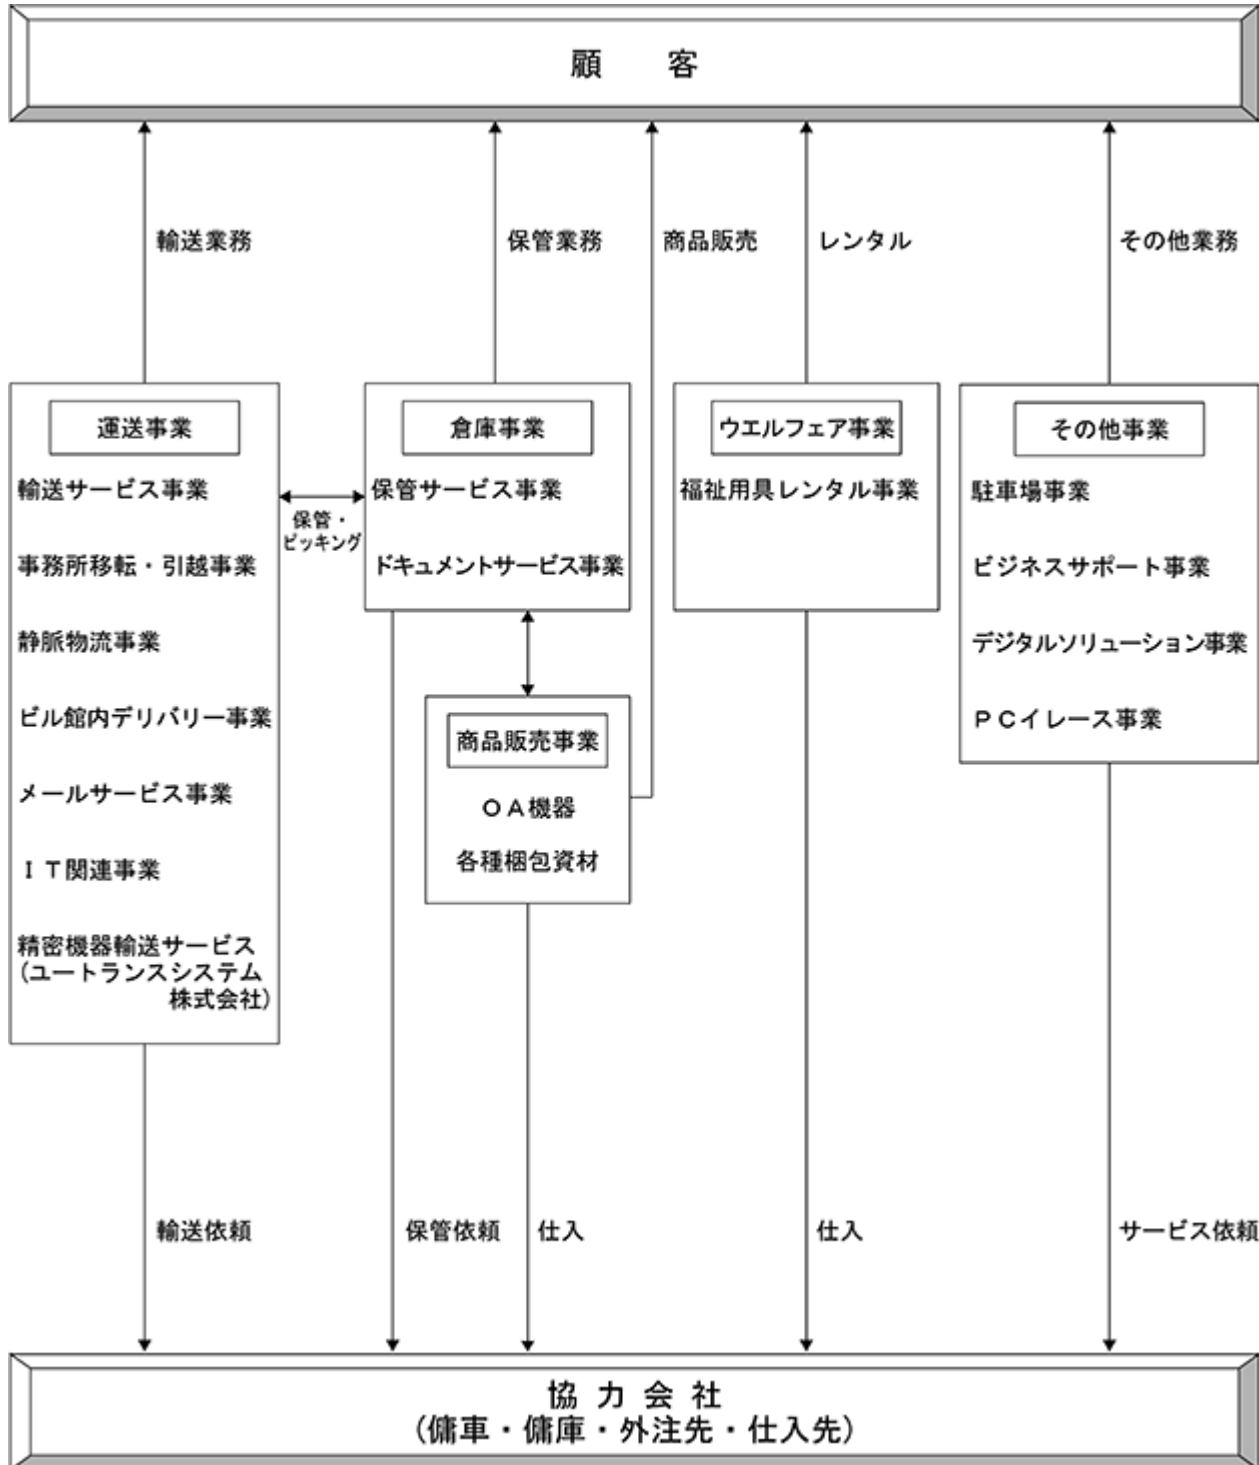 顧　客
輸送業務
保管業務
商品販売
レンタル
その他業務
運送事業
輸送サービス事業
事務所移転・引越事業
静脈物流事業
ビル館内デリバリー事業
メールサービス事業
ＩＴ関連事業
精密機器輸送サービス
(ユートランスシステム
株式会社)
保管・
ピッキング
倉庫事業
保管サービス事業
ドキュメントサービス事業
商品販売事業
ＯＡ機器
各種梱包資材
ウエルフェア事業
福祉用具レンタル事業
その他事業
駐車場事業
ビジネスサポート事業
デジタルソリューション事業
ＰＣイレース事業
輸送依頼
保管依頼
仕入
仕入
サービス依頼
協力会社
(傭車・傭庫・外注先・仕入先)